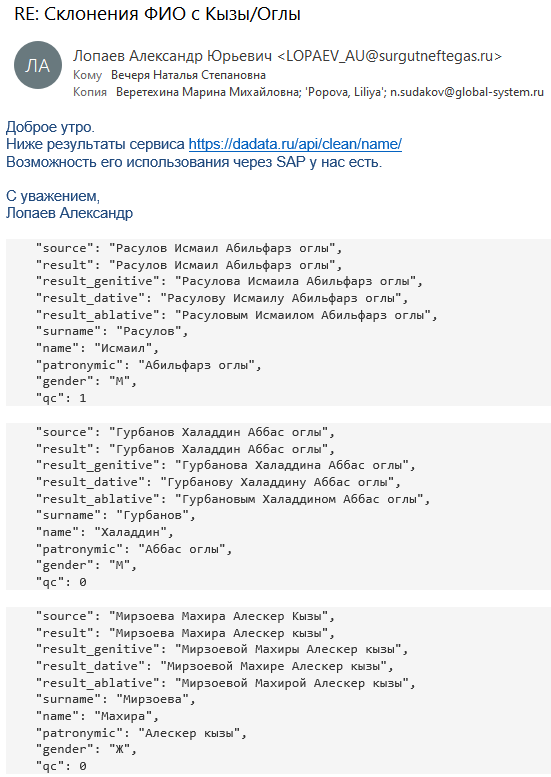 RE: Склонения ФИО с Кызы/Оглы
ЛА
Лопаев Александр Юрьевич <LOPAEV_AU@surgutneftegas.ru>
Кому Вечеря Наталья Степановна
Копия Веретехина Марина Михайловна; 'Popova, Liliya'; n.sudakov@global-system.ru
Доброе утро.
Ниже результаты сервиса https://dadata.ru/api/clean/name/
Возможность его использования через SAP у нас есть.
С уважением,
Лопаев Александр
"source": "Расулов Исмаил Абильфарз оглы",
"result": "Расулов Исмаил Абильфарз оглы",
"result_genitive": "Расулова Исмаила Абильфарз оглы",
"result_dative": "Расулову Исмаилу Абильфарз оглы",
"result_ablative": "Расуловым Исмаилом Абильфарз оглы",
"surname": "Расулов",
"name": "Исмаил",
"patronymic": "Абильфарз оглы",
"gender": "М",
"qc": 1
"source": "Гурбанов Халаддин Аббас оглы",
"result": "Гурбанов Халаддин Аббас оглы",
"result_genitive": "Гурбанова Халаддина Аббас оглы",
"result_dative": "Гурбанову Халаддину Аббас оглы",
"result_ablative": "Гурбановым Халаддином Аббас оглы",
"surname": "Гурбанов",
"name": "Халаддин",
"patronymic": "Аббас оглы",
"gender": "М",
"qc": 0
"source": "Мирзоева Махира Алескер Кызы",
"result": "Мирзоева Махира Алескер кызы",
"result_genitive": "Мирзоевой Махиры Алескер кызы",
"result_dative": "Мирзоевой Махире Алескер кызы",
"result_ablative": "Мирзоевой Махирой Алескер кызы",
"surname": "Мирзоева",
"name": "Махира",
"patronymic": "Алескер кызы",
"gender": "Ж",
"qc": 0